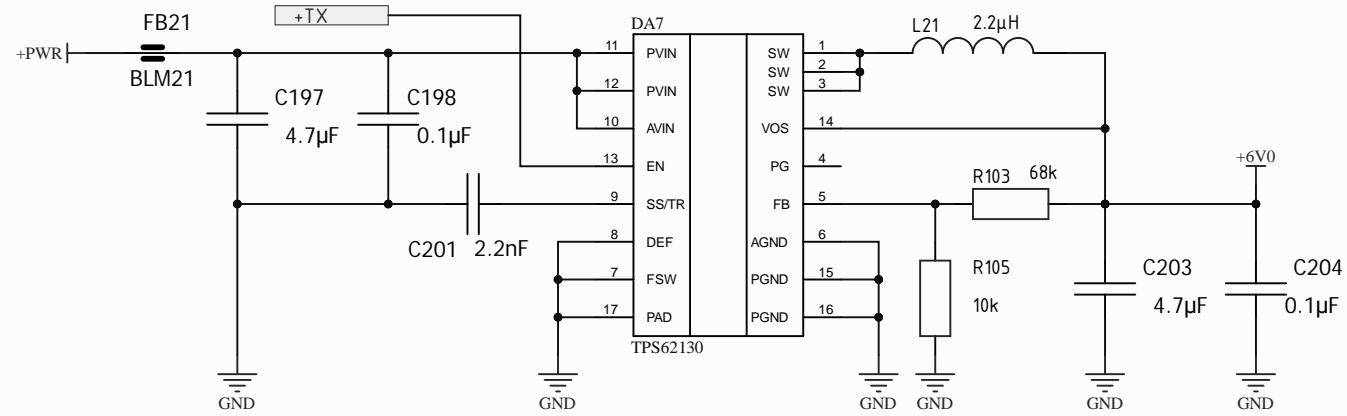 FB21
+TX
DA7
L21 2.2µH
+PWR
BLM21
11 PVIN SW 1
SW 2
12 PVIN SW 3
C197 C198
4.7µF 0.1µF
10 AVIN VOS 14
13 EN PG 4
+6V0
R103 68k
9 SS/TR FB 5
C201 2.2nF
8 DEF AGND 6
R105
C203 C204
7 FSW PGND 15
10k
4.7µF 0.1µF
17 PAD PGND 16
TPS62130
GND GND GND GND GND GND